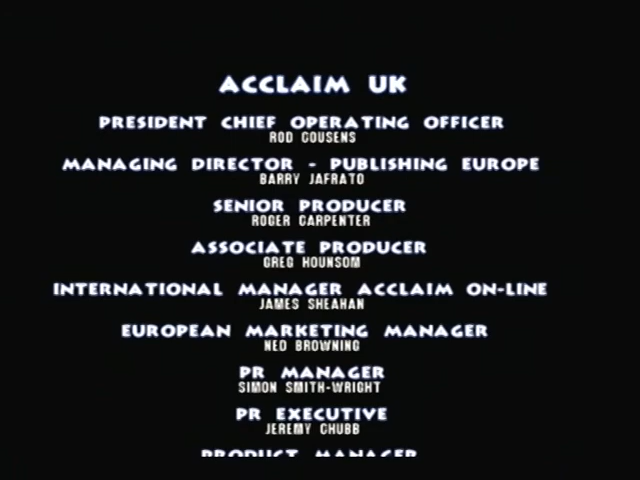 ACCLAIM UK
PRESIDENT CHIEF OPERATING OFFICER
ROD COUSENS
MANAGING DIRECTOR - PUBLISHING EUROPE
BARRY JAFRATO
SENIOR PRODUCER
ROGER CARPENTER
ASSOCIATE PRODUCER
GREG HOUNSOM
INTERNATIONAL MANAGER ACCLAIM ON-LINE
JAMES SHEAHAN
EUROPEAN MARKETING MANAGER
NED BROWNING
PR MANAGER
SIMON SMITH-WRIGHT
PR EXECUTIVE
JEREMY CHUBB
PRODUCT MANAGER